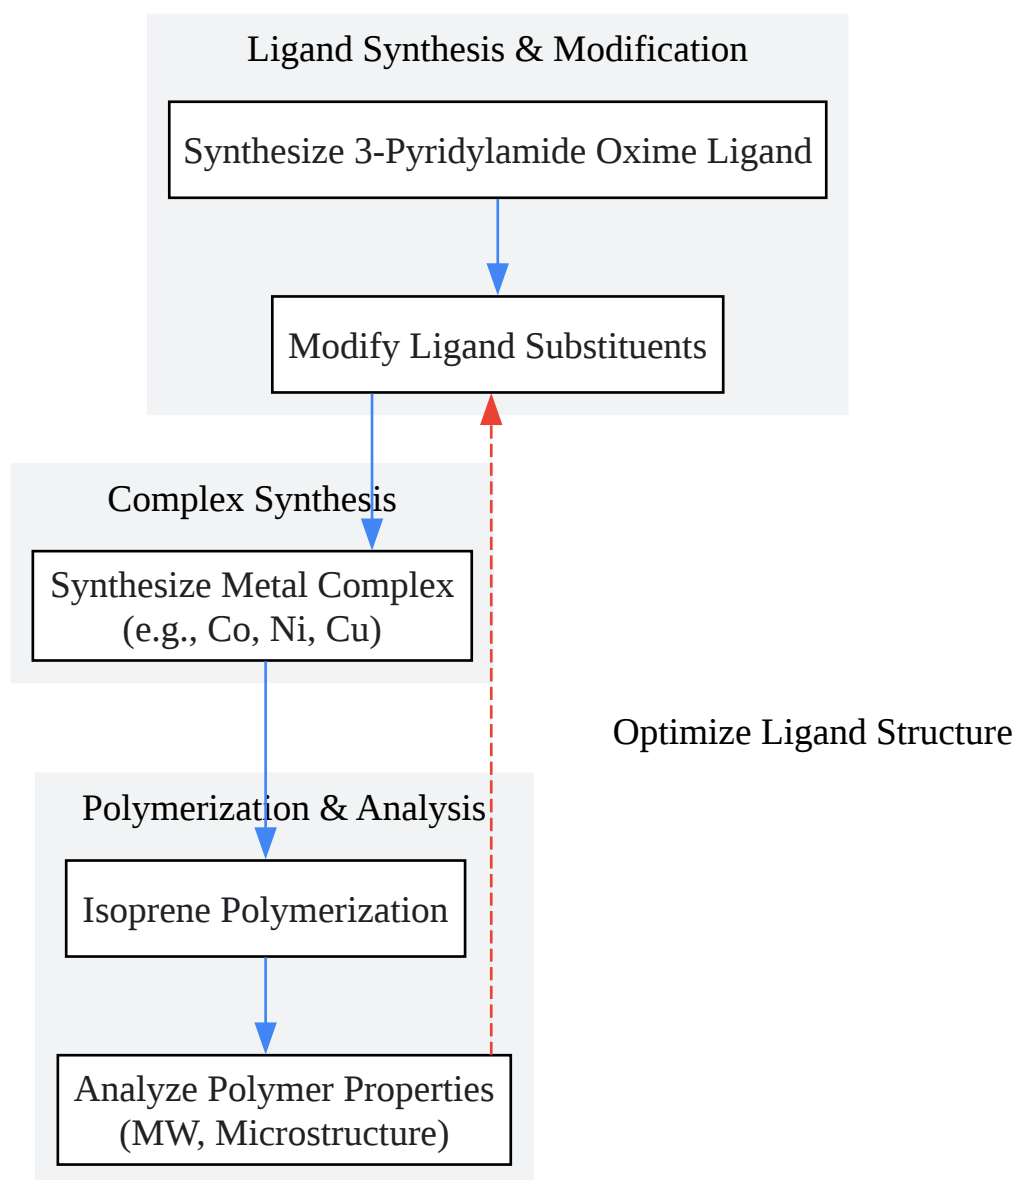 Ligand Synthesis & Modification
Synthesize 3-Pyridylamide Oxime Ligand
Modify Ligand Substituents
Complex Synthesis
Synthesize Metal Complex
(e.g., Co, Ni, Cu)
Optimize Ligand Structure
Polymerization & Analysis
Isoprene Polymerization
Analyze Polymer Properties
(MW, Microstructure)